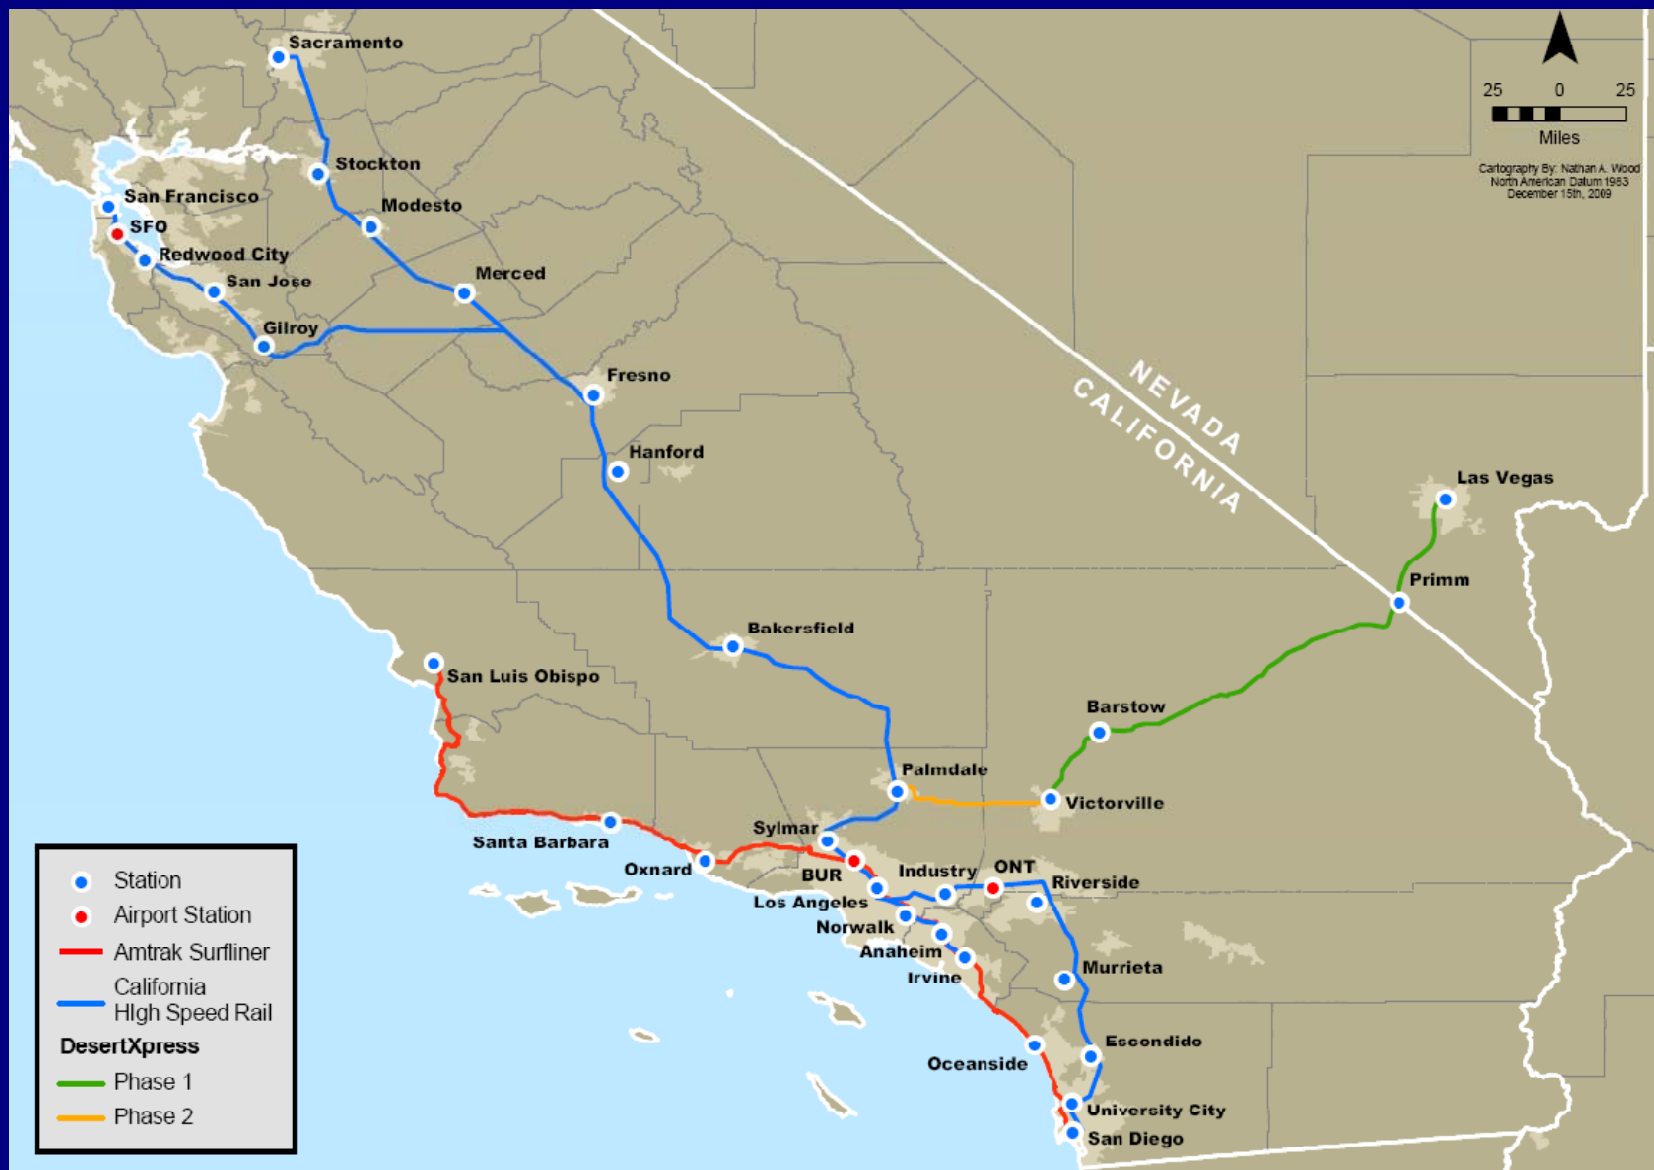 Sacramento
25 0 25
Miles
Cartography By: Nathan A. Wood
North American Datum 1983
December 15th, 2009
Stockton
San Francisco
Modesto
SFO
Redwood City
San Jose
Merced
Gilroy
Fresno
NEVADA
CALIFORNIA
Hanford
Las Vegas
Primm
Bakersfield
San Luis Obispo
Barstow
Palmdale
Victorville
Sylmar
Santa Barbara
Oxnard
BUR
Industry
ONT
Riverside
Los Angeles
Norwalk
Anaheim
Irvine
Murrieta
Escondido
Oceanside
University City
San Diego
Station
Airport Station
Amtrak Surfliner
California
HIgh Speed Rail
DesertXpress
Phase 1
Phase 2